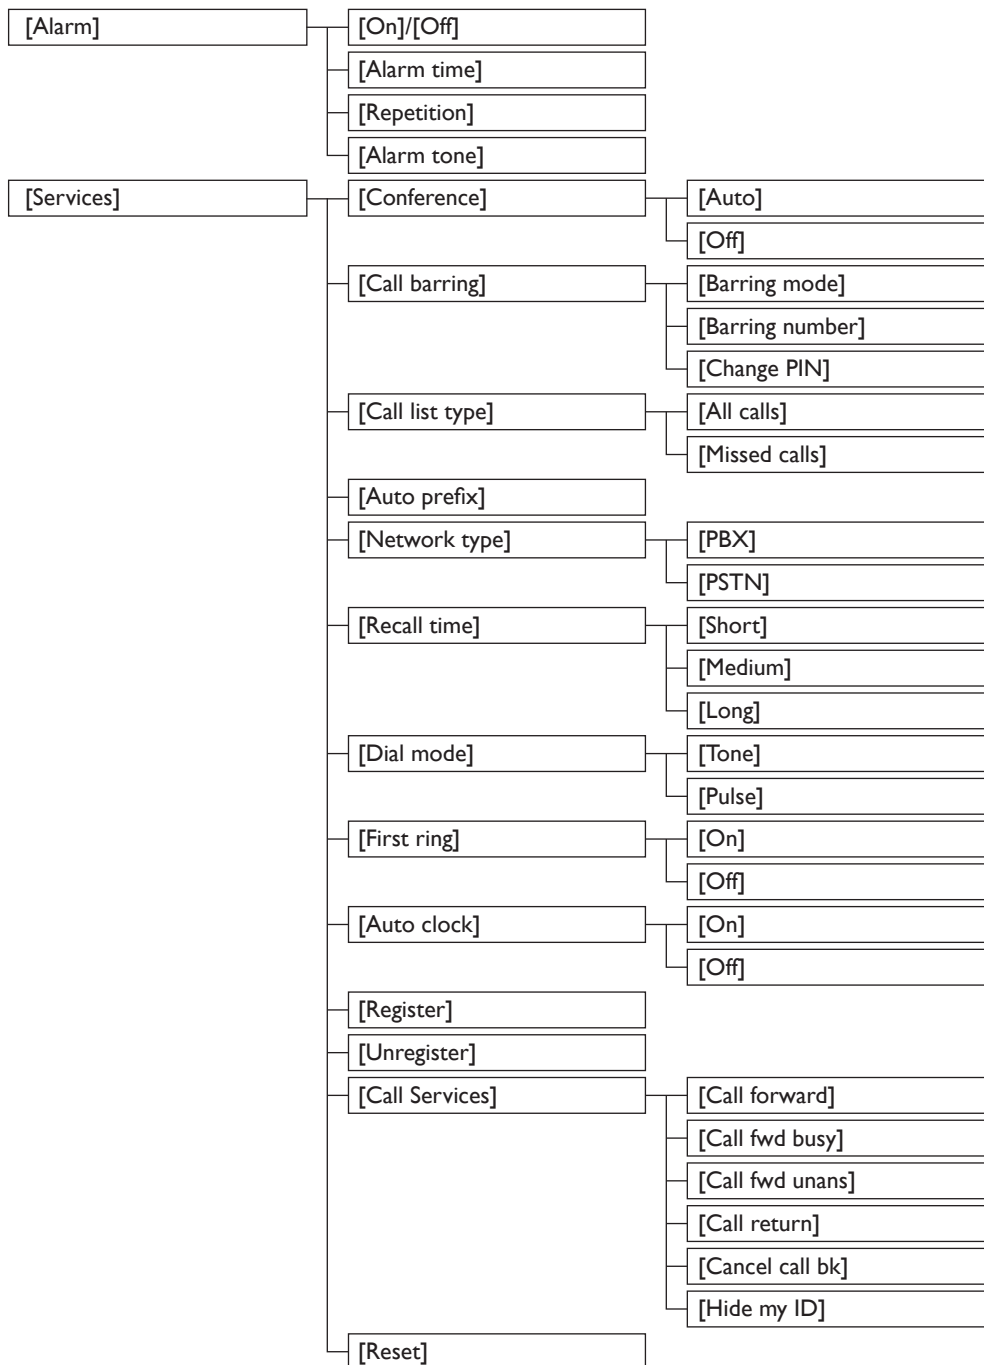 [Alarm] [On]/[Off]
[Alarm time]
[Repetition]
[Alarm tone]
[Services] [Conference] [Auto]
[Off]
[Call barring] [Barring mode]
[Barring number]
[Change PIN]
[Call list type] [All calls]
[Missed calls]
[Auto prefix]
[Network type] [PBX]
[PSTN]
[Recall time] [Short]
[Medium]
[Long]
[Dial mode] [Tone]
[Pulse]
[First ring] [On]
[Off]
[Auto clock] [On]
[Off]
[Register]
[Unregister]
[Call Services] [Call forward]
[Call fwd busy]
[Call fwd unans]
[Call return]
[Cancel call bk]
[Hide my ID]
[Reset]